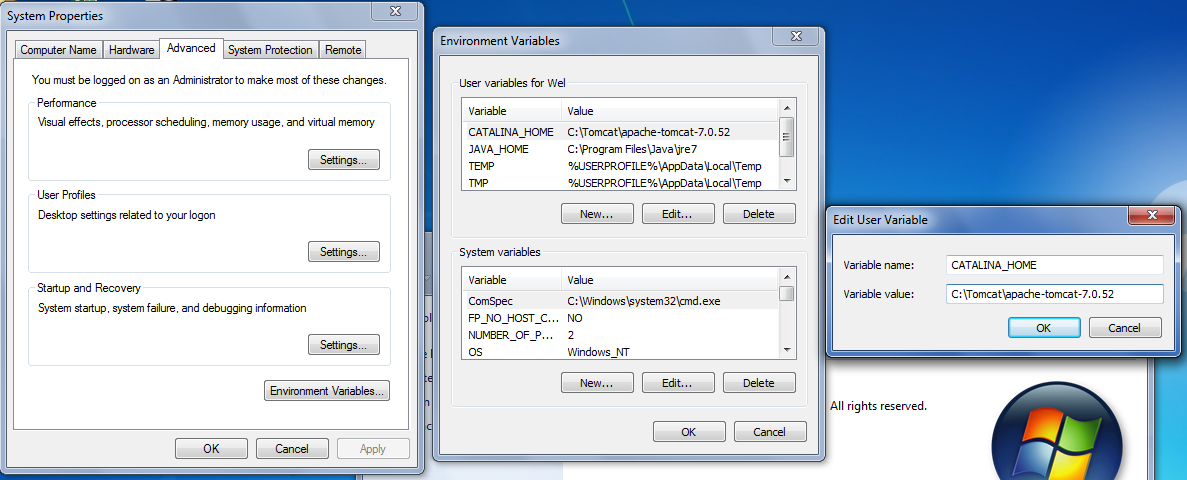 System Properties
Computer Name Hardware Advanced System Protection Remote
You must be logged on as an Administrator to make most of these changes.
Performance
Visual effects, processor scheduling, memory usage, and virtual memory
Settings...
User Profiles
Desktop settings related to your logon
Settings...
Startup and Recovery
System startup, system failure, and debugging information
Settings...
Environment Variables...
OK Cancel Apply
Environment Variables
User variables for Wel
Variable Value
CATALINA_HOME C:\Tomcat\apache-tomcat-7.0.52
JAVA_HOME C:\Program Files\Java\jre7
TEMP %USERPROFILE%\AppData\Local\Temp
TMP %USERPROFILE%\AppData\Local\Temp
New... Edit... Delete
System variables
Variable Value
ComSpec C:\Windows\system32\cmd.exe
FP_NO_HOST_C... NO
NUMBER_OF_P... 2
OS Windows_NT
New... Edit... Delete
OK Cancel
Edit User Variable
Variable name: CATALINA_HOME
Variable value: C:\Tomcat\apache-tomcat-7.0.52
OK Cancel
All rights reserved.